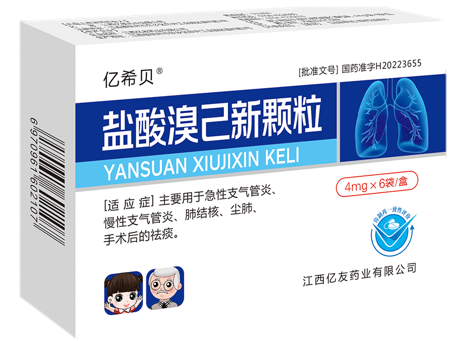 亿希贝®
[批准文号] 国药准字H20223655
盐酸溴己新颗粒
YANSUAN XIUJIXIN KELI
[适 应 症] 主要用于急性支气管炎、
慢性支气管炎、肺结核、尘肺、
手术后的祛痰。
4mg×6袋/盒
江西亿友药业有限公司
6970961602107